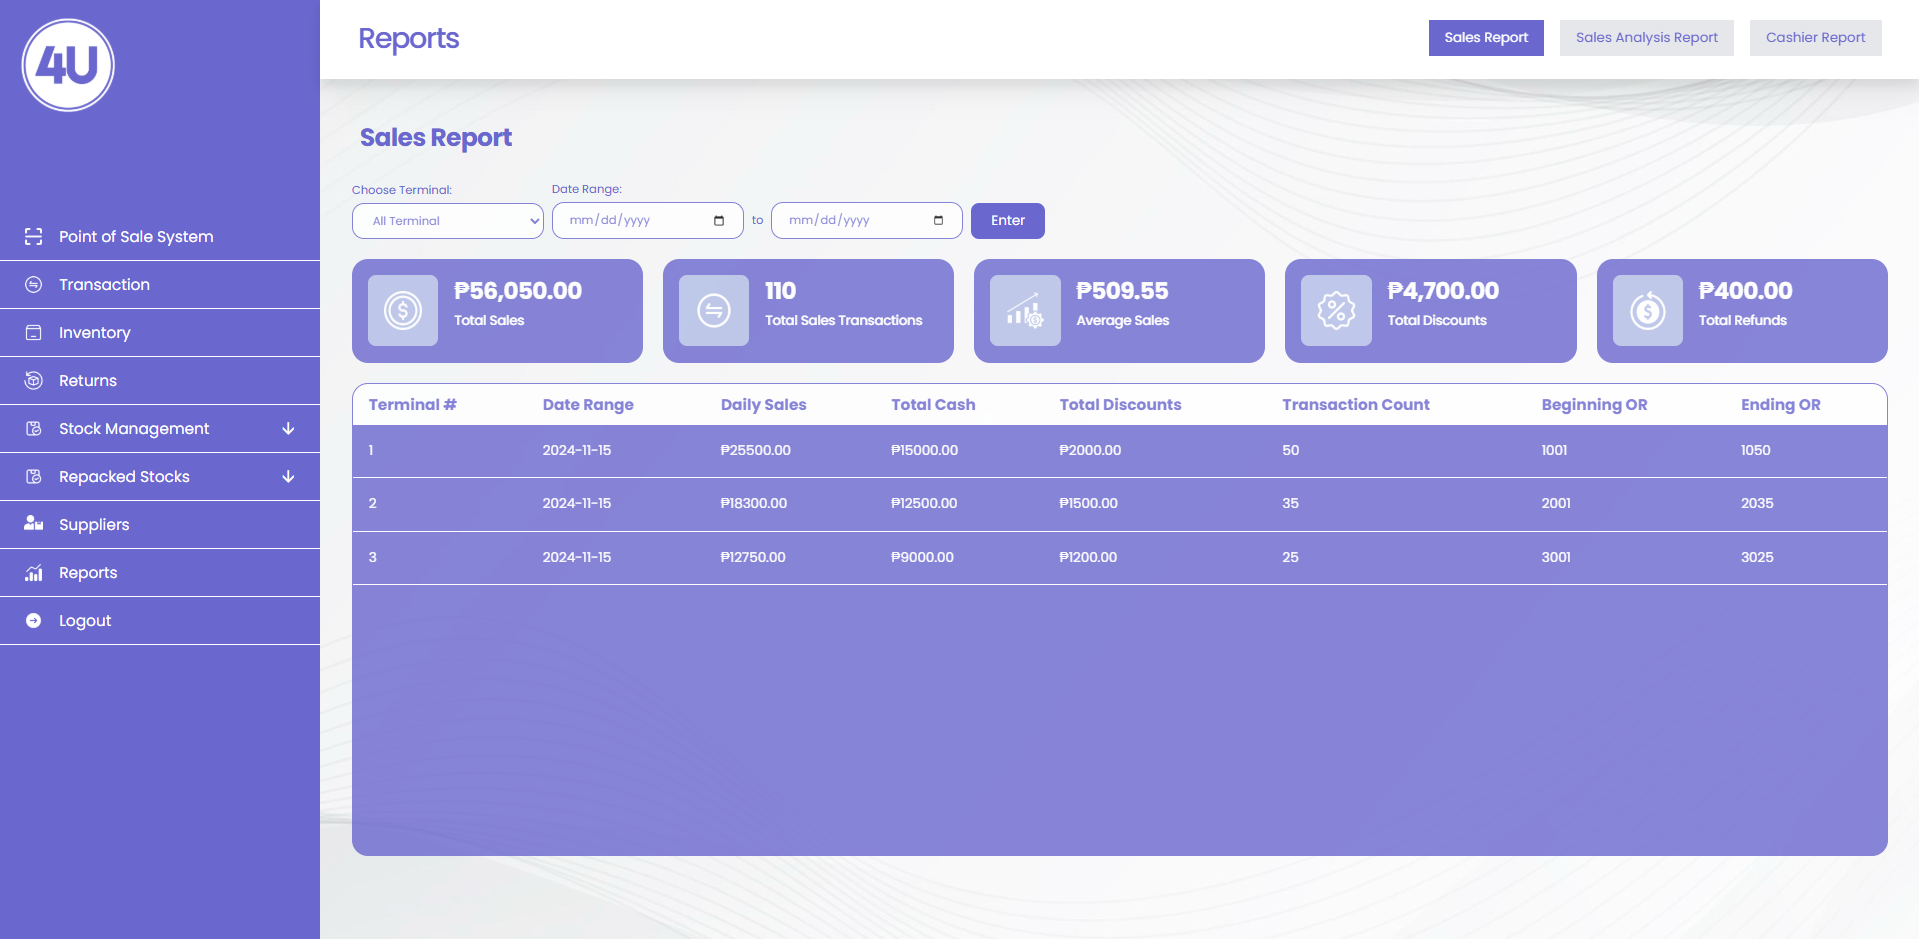 4U
Reports
Sales Report
Sales Analysis Report
Cashier Report
Point of Sale System
Transaction
Inventory
Returns
Stock Management
Repacked Stocks
Suppliers
Reports
Logout
Sales Report
Choose Terminal:
Date Range:
All Terminal
mm/dd/yyyy
to
mm/dd/yyyy
Enter
₱56,050.00
Total Sales
110
Total Sales Transactions
₱509.55
Average Sales
₱4,700.00
Total Discounts
₱400.00
Total Refunds
Terminal # Date Range Daily Sales Total Cash Total Discounts Transaction Count Beginning OR Ending OR
1 2024-11-15 ₱25500.00 ₱15000.00 ₱2000.00 50 1001 1050
2 2024-11-15 ₱18300.00 ₱12500.00 ₱1500.00 35 2001 2035
3 2024-11-15 ₱12750.00 ₱9000.00 ₱1200.00 25 3001 3025